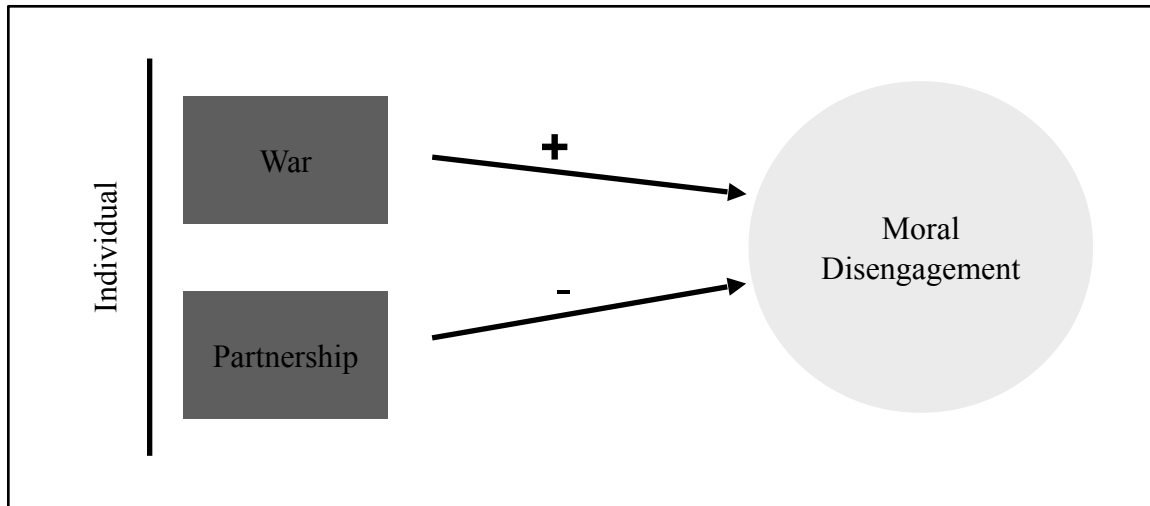 Individual
War
+
Moral
Disengagement
-
Partnership